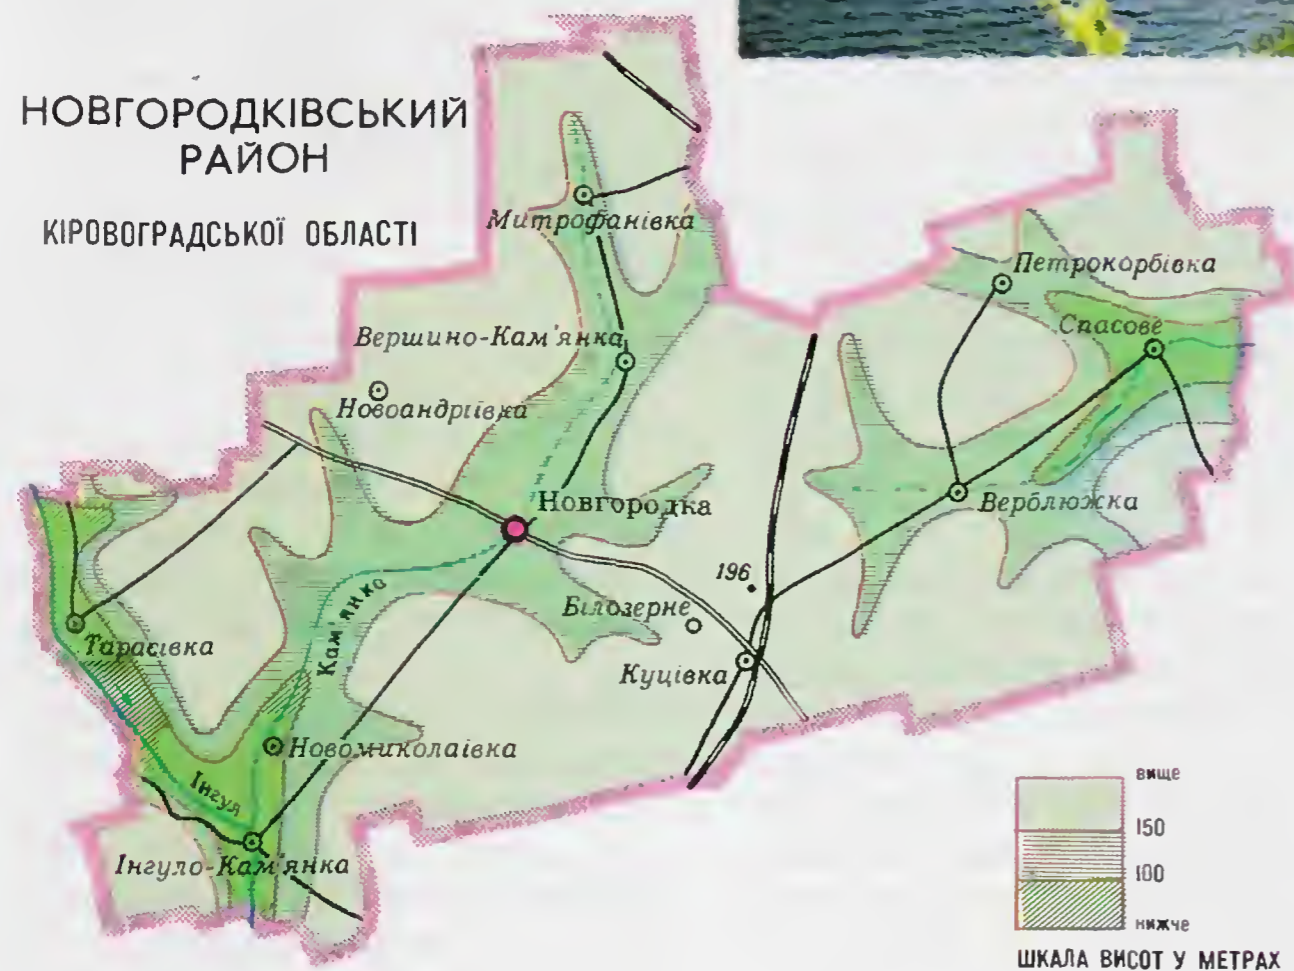 НОВГОРОДКІВСЬКИЙ
РАЙОН
КІРОВОГРАДСЬКОЇ ОБЛАСТІ
Митрофанівка
Петрокорбівка
Спасове
Вершино-Кам'янка
Новоандріївка
Новгородка
Верблюжка
196
Кам'янка
Білозерне
Тарасівка
Куцівка
Новомиколаївка
Інгул
Інгуло-Кам'янка
вище
150
100
нижче
ШКАЛА ВИСОТ У МЕТРАХ